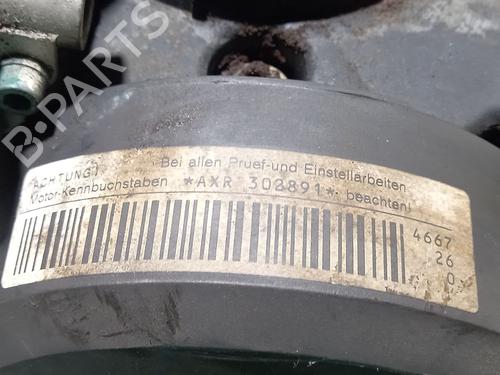 ACHTUNG! Bei allen Pruef-und Einstellarbeiten
Motor-Kennbuchstaben *AXR 302891* beachten!
4667
26
0
B-PARTS